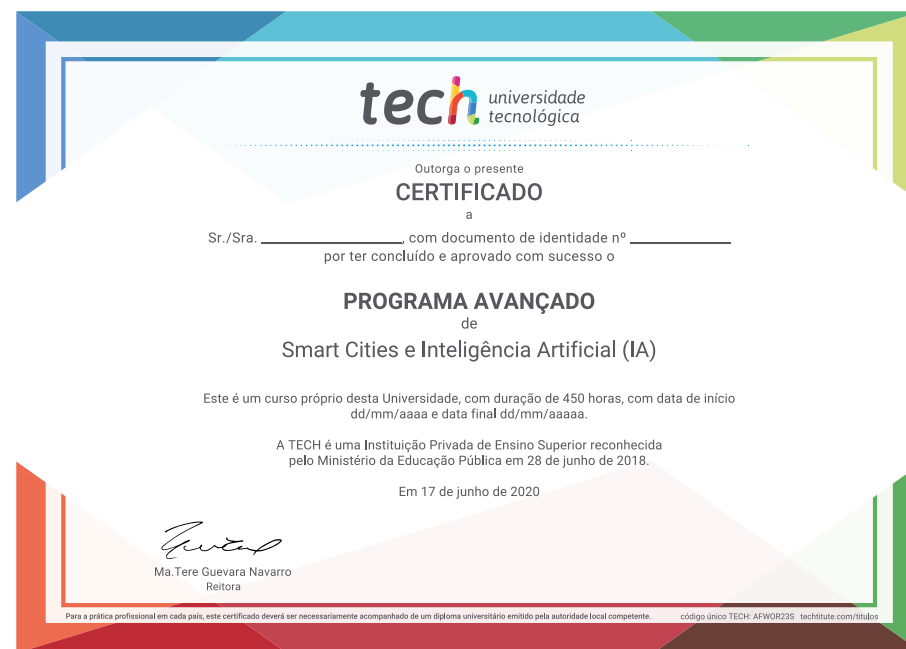 tech universidade
tecnológica
Outorga o presente
CERTIFICADO
a
Sr./Sra. ____________, com documento de identidade nº ____________
por ter concluído e aprovado com sucesso o
PROGRAMA AVANÇADO
de
Smart Cities e Inteligência Artificial (IA)
Este é um curso próprio desta Universidade, com duração de 450 horas, com data de início
dd/mm/aaaa e data final dd/mm/aaaaa.
A TECH é uma Instituição Privada de Ensino Superior reconhecida
pelo Ministério da Educação Pública em 28 de junho de 2018.
Em 17 de junho de 2020
Ma.Tere Guevara Navarro
Reitora
Para a prática profissional em cada país, este certificado deverá ser necessariamente acompanhado de um diploma universitário emitido pela autoridade local competente. código único TECH: AFWOR23S techtitute.com/titulos